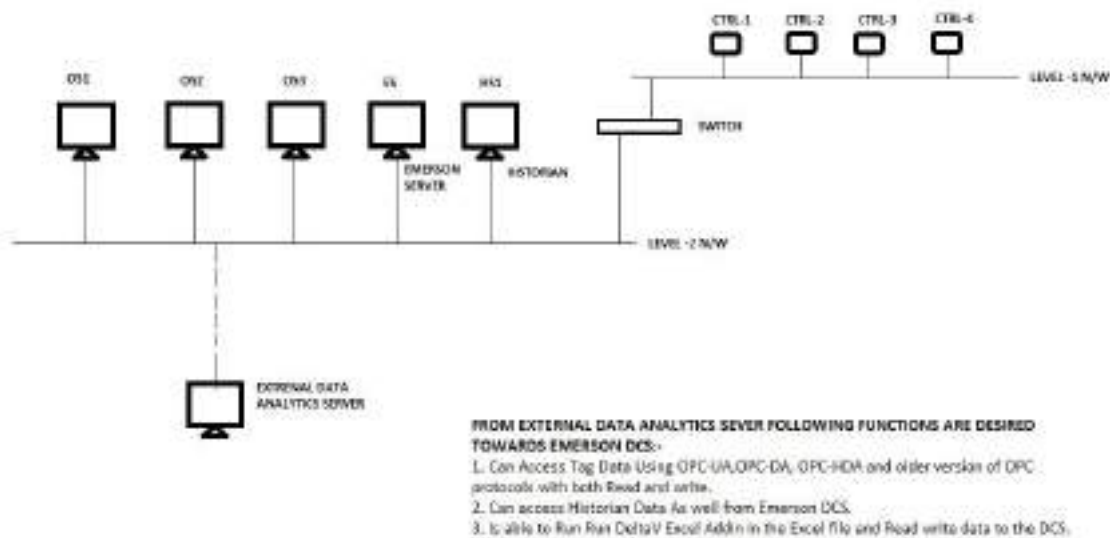 CTRL-1 CTRL-2 CTRL-3 CTRL-4
LEVEL -1 N/W
OS1 OS2 OS3 ES HS1
SWITCH
EMERSON
SERVER
HISTORIAN
LEVEL -2 N/W
EXTRENAL DATA
ANALYTICS SERVER
FROM EXTERNAL DATA ANALYTICS SEVER FOLLOWING FUNCTIONS ARE DESIRED
TOWARDS EMERSON DCS:-
1. Can Access Tag Data Using OPC-UA,OPC-DA, OPC-HDA and older version of OPC
protocols with both Read and write.
2. Can access Historian Data As well from Emerson DCS.
3. Is able to Run Run DeltaV Excel Addin in the Excel file and Read write data to the DCS.